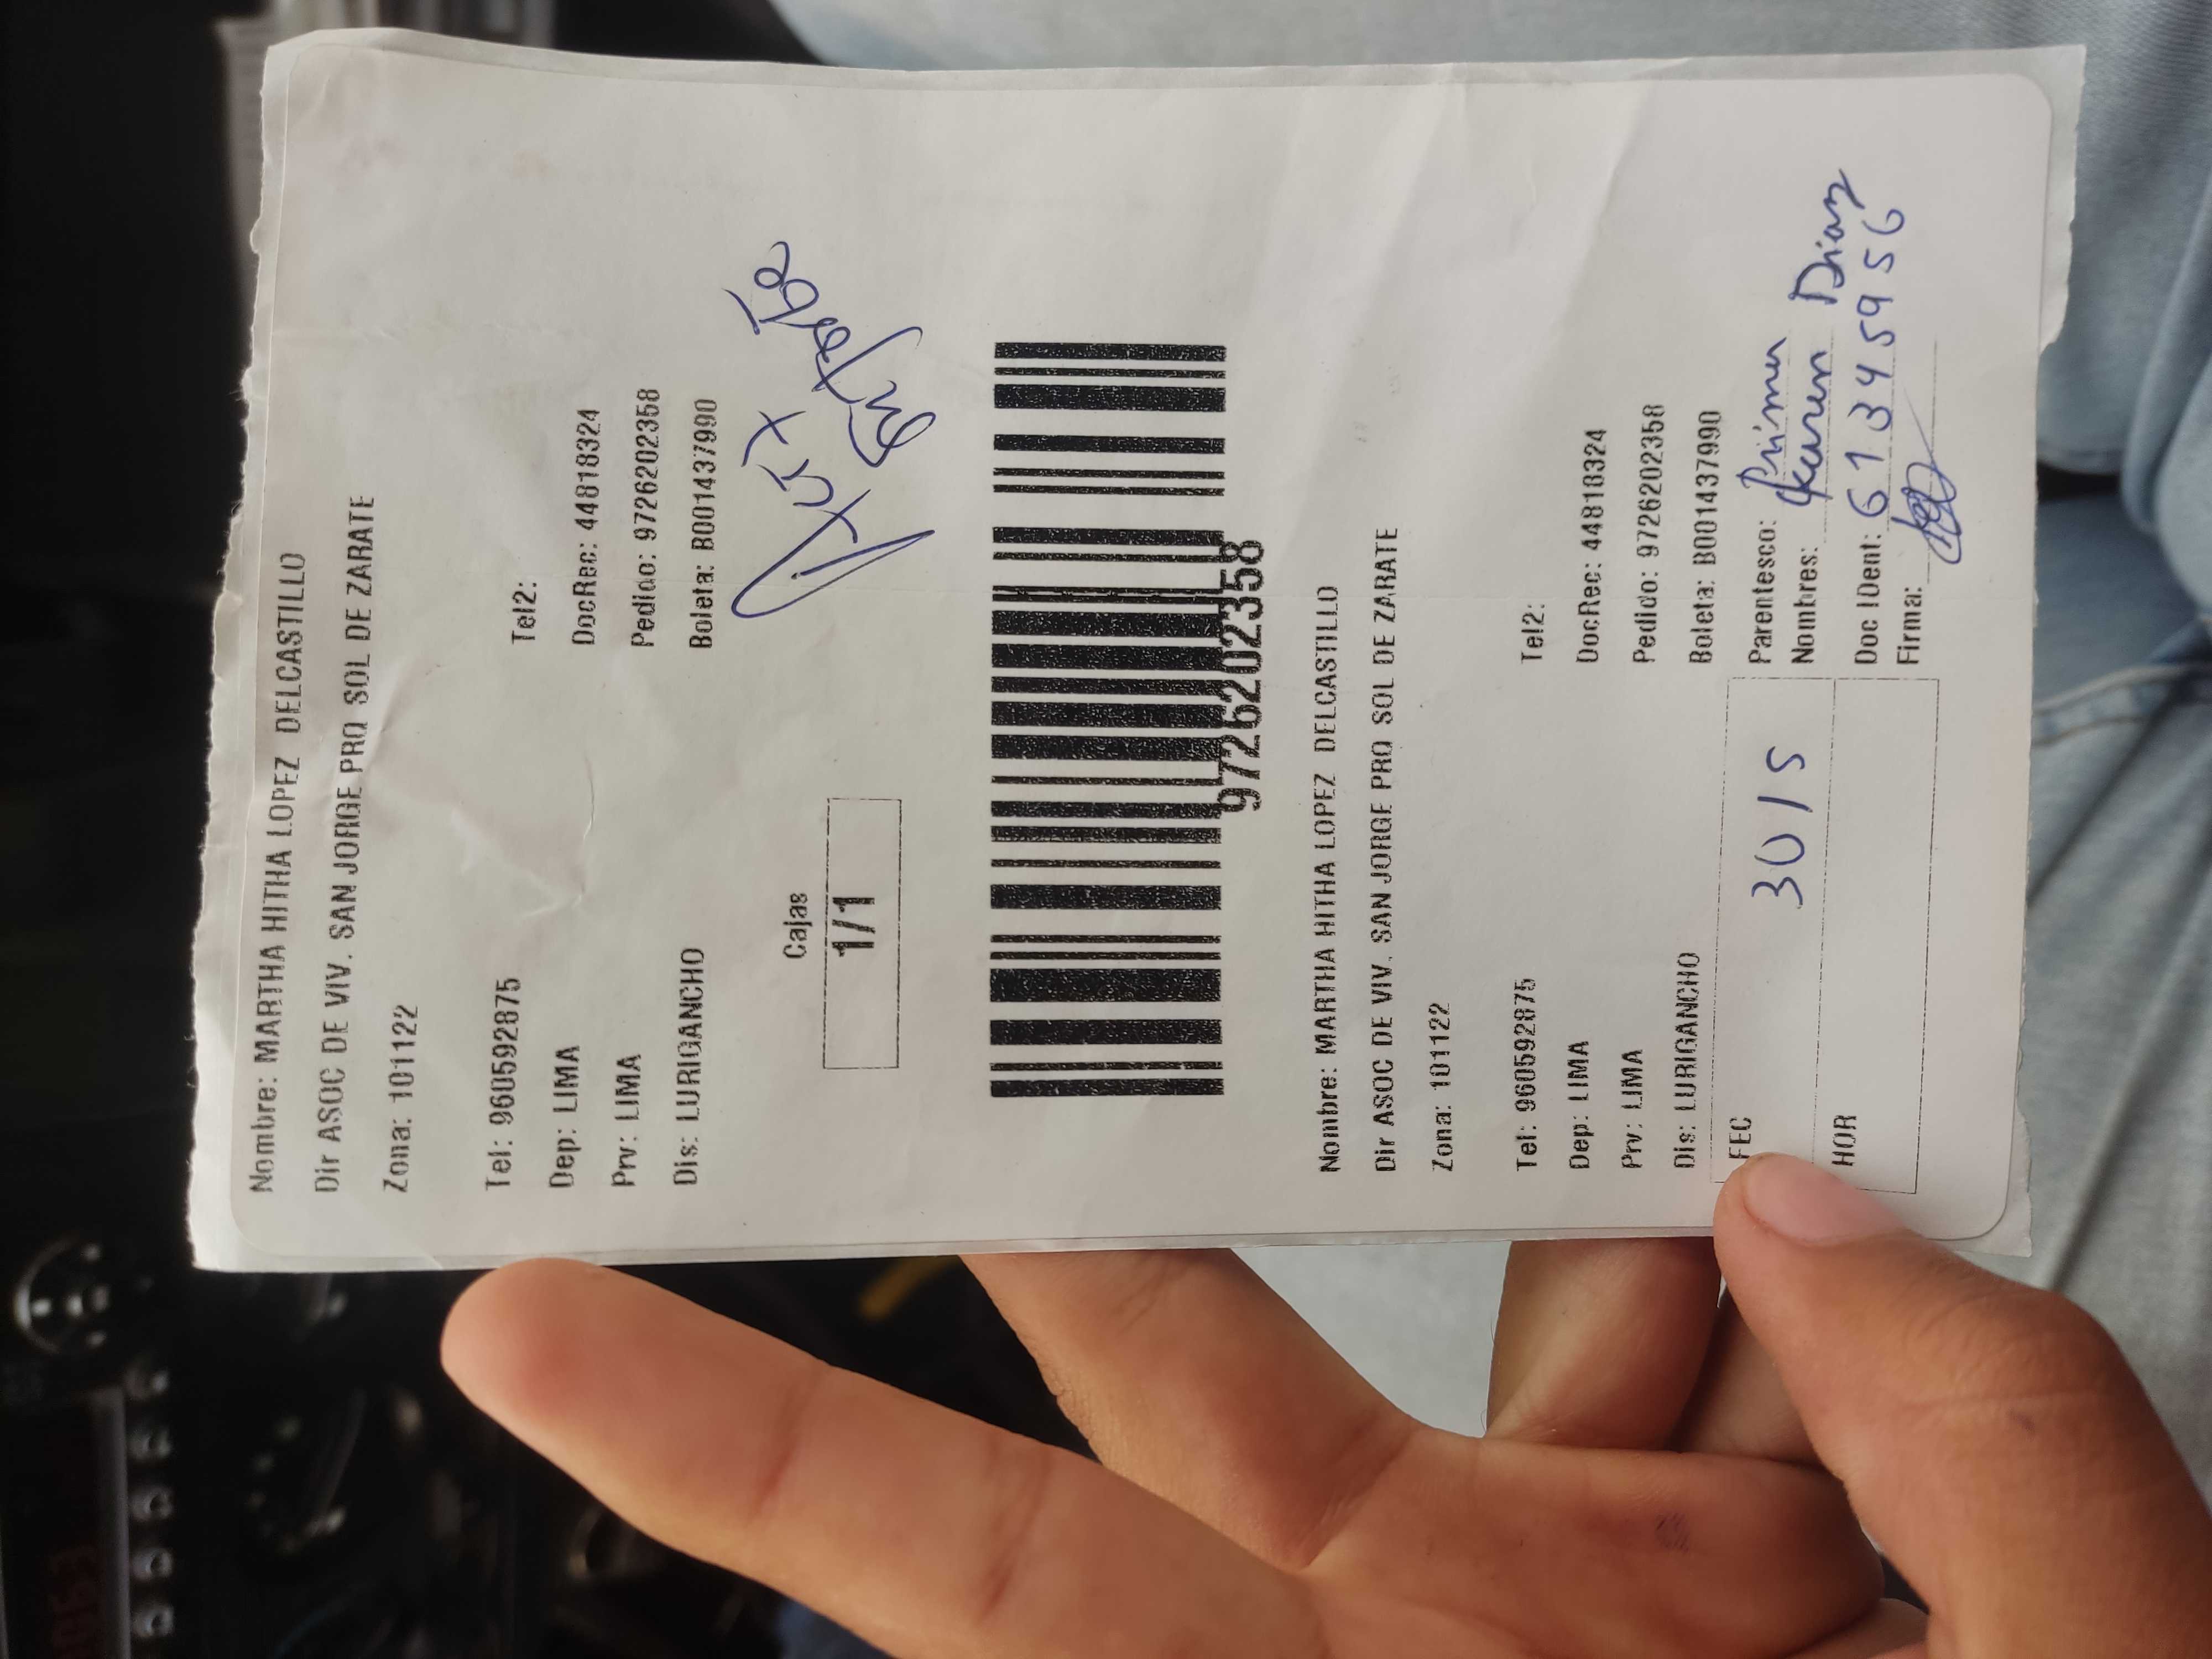 Nombre: MARTHA HITHA LOPEZ DELCASTILLO
Dir ASOC DE VIV. SAN JORGE PRO SOL DE ZARATE
Zona: 101122
Tel: 960592875 Tel2:
Dep: LIMA DocRec: 44818324
Prv: LIMA Pedido: 9726202358
Dis: LURIGANCHO Boleta: B001437990
Cajas
1/1
9726202358
Nombre: MARTHA HITHA LOPEZ DELCASTILLO
Dir ASOC DE VIV. SAN JORGE PRO SOL DE ZARATE
Zona: 101122
Tel: 960592875 Tel2:
Dep: LIMA DocRec: 44818324
Prv: LIMA Pedido: 9726202358
Dis: LURIGANCHO Boleta: B001437990
FEC 30/5 Parentesco: Prima
Nombres: Karen Diaz
HOR Doc IDent: 61345956
Firma: